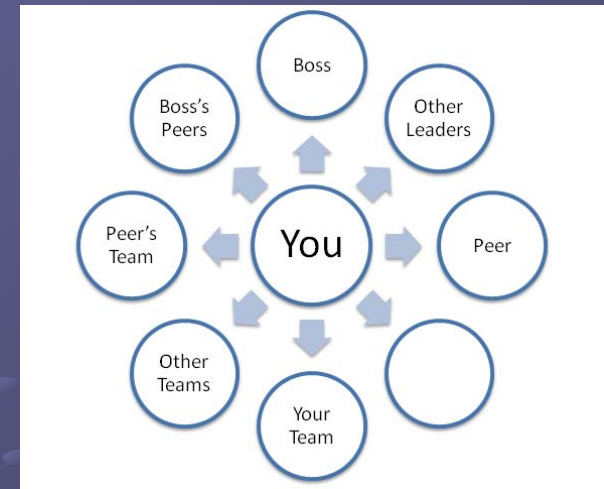 Boss
Boss's
Peers
Other
Leaders
Peer's
Team
You
Peer
Other
Teams
Your
Team